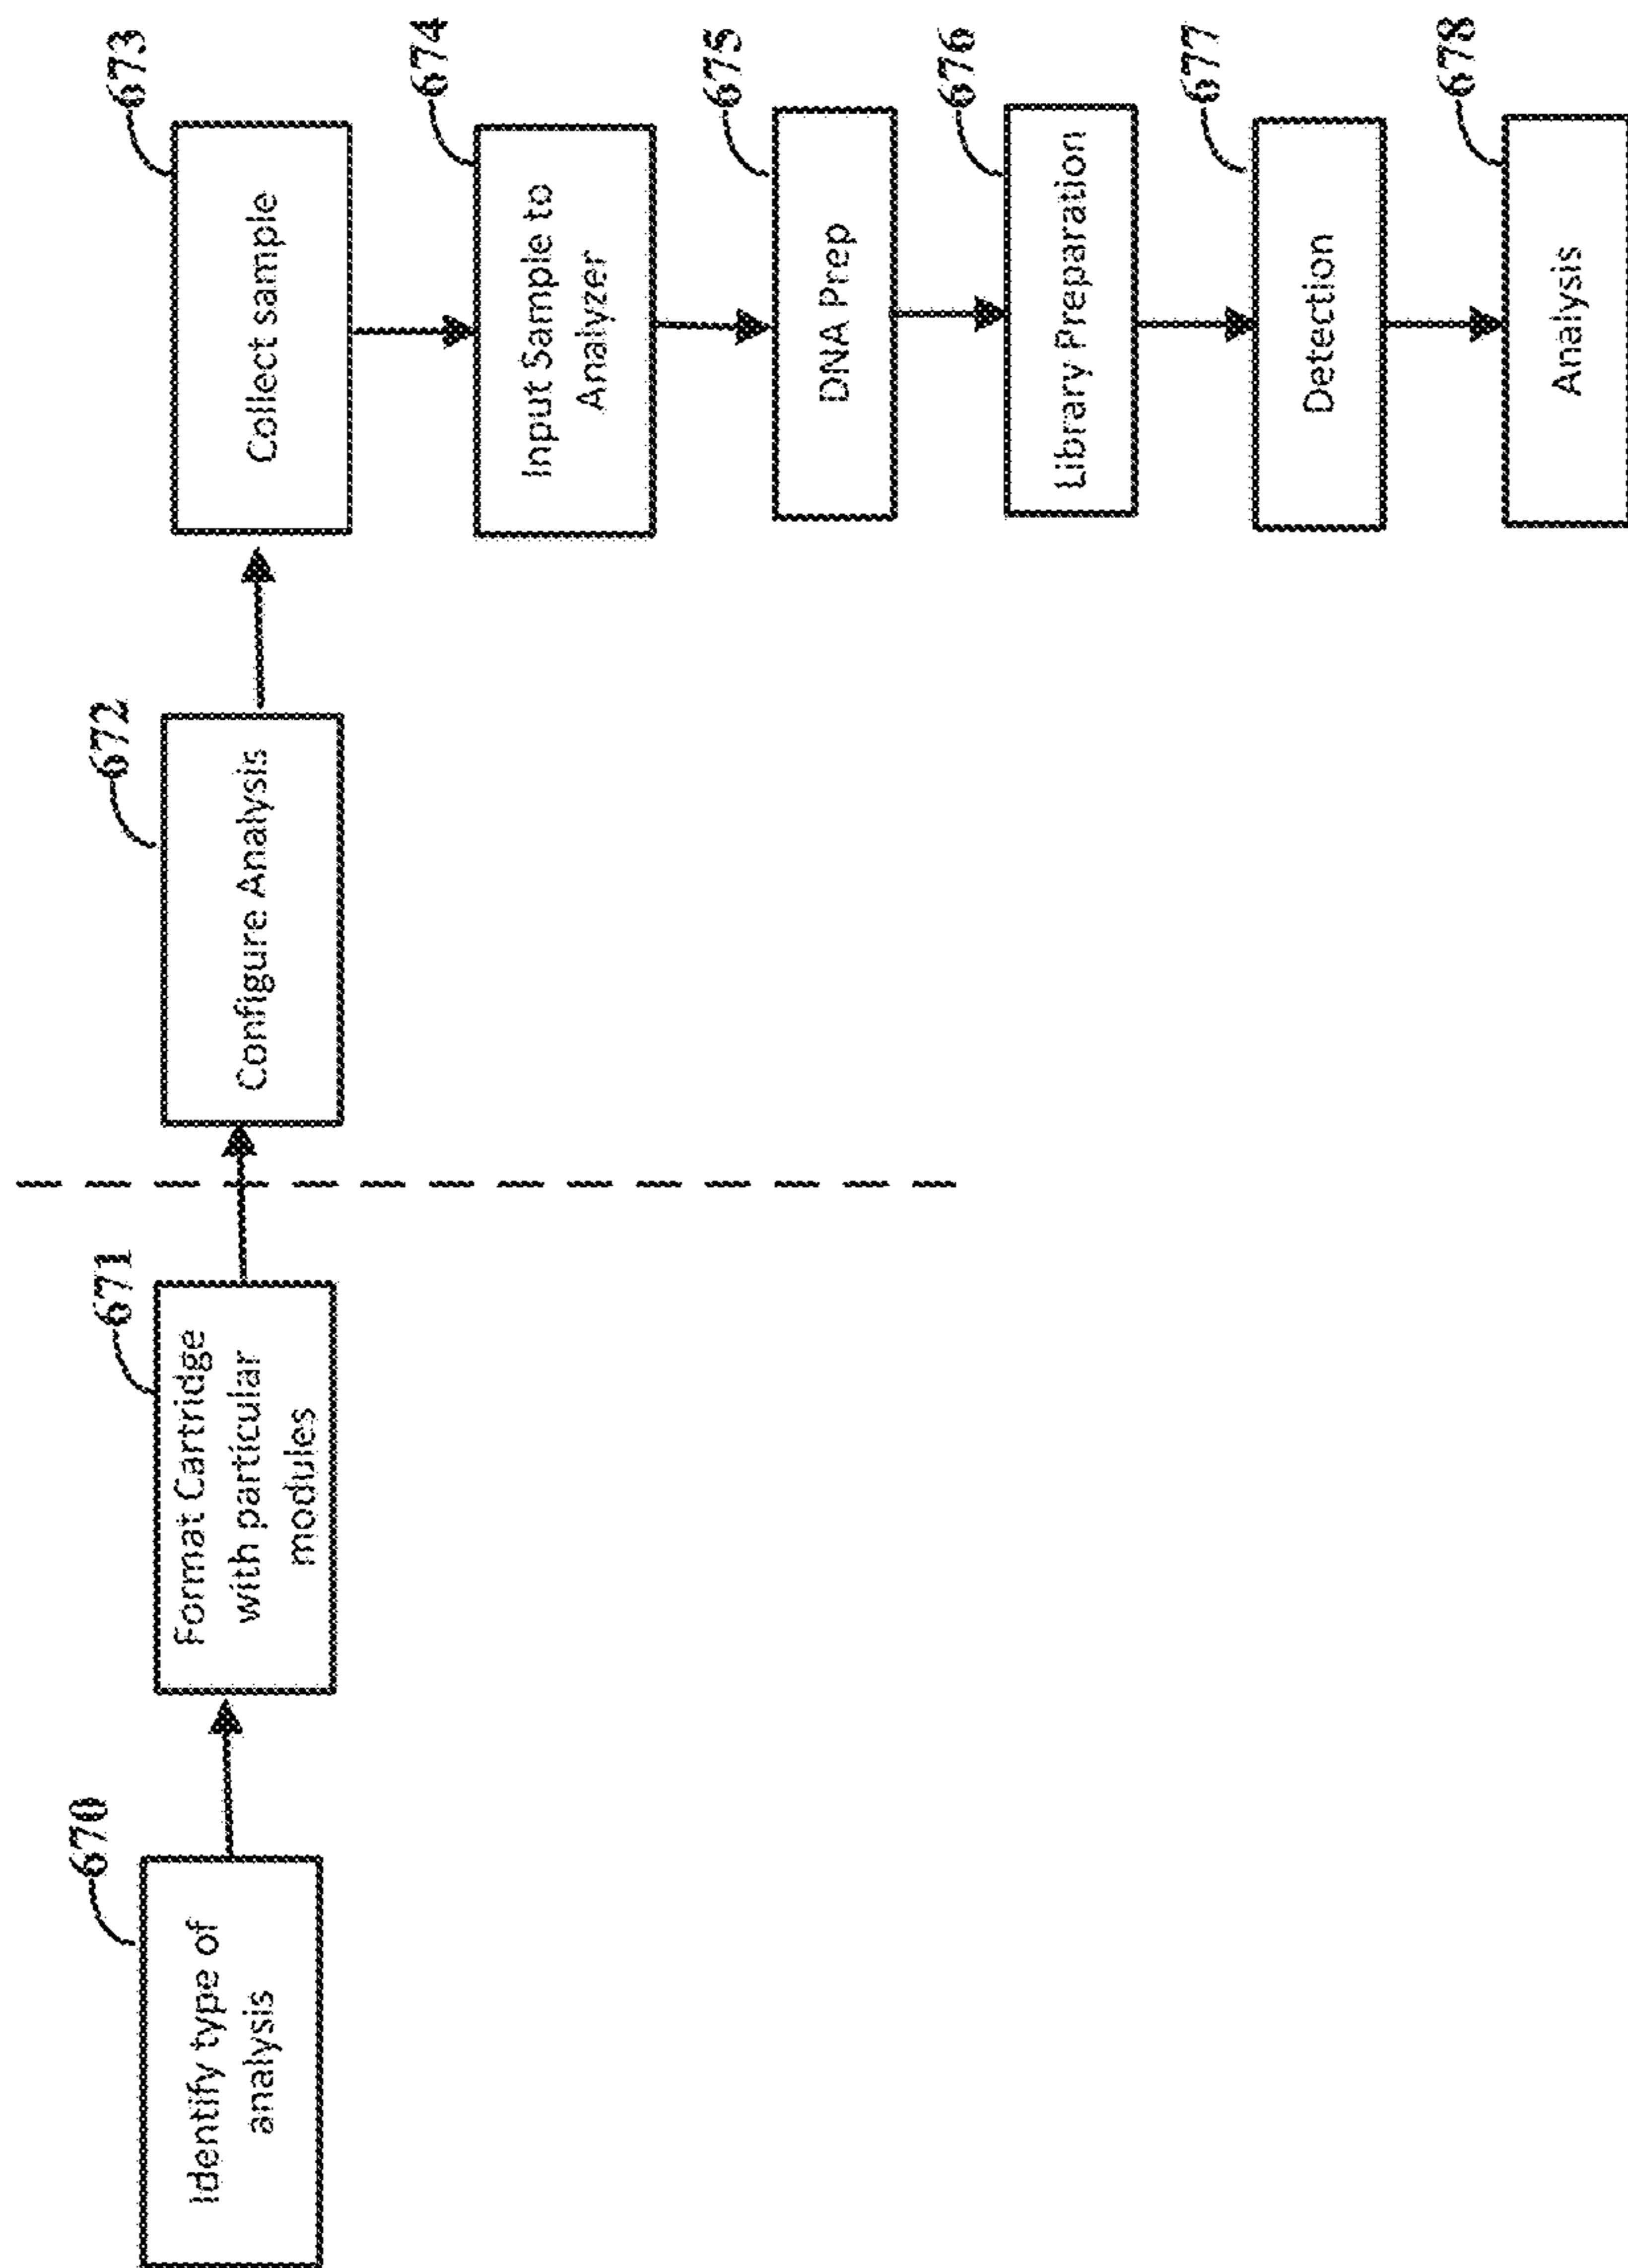 670
Identify type of
analysis
671
Format Cartridge
with particular
modules
672
Configure Analysis
673
Collect sample
674
Input Sample to
Analyzer
675
DNA Prep
676
Library Preparation
677
Detection
678
Analysis